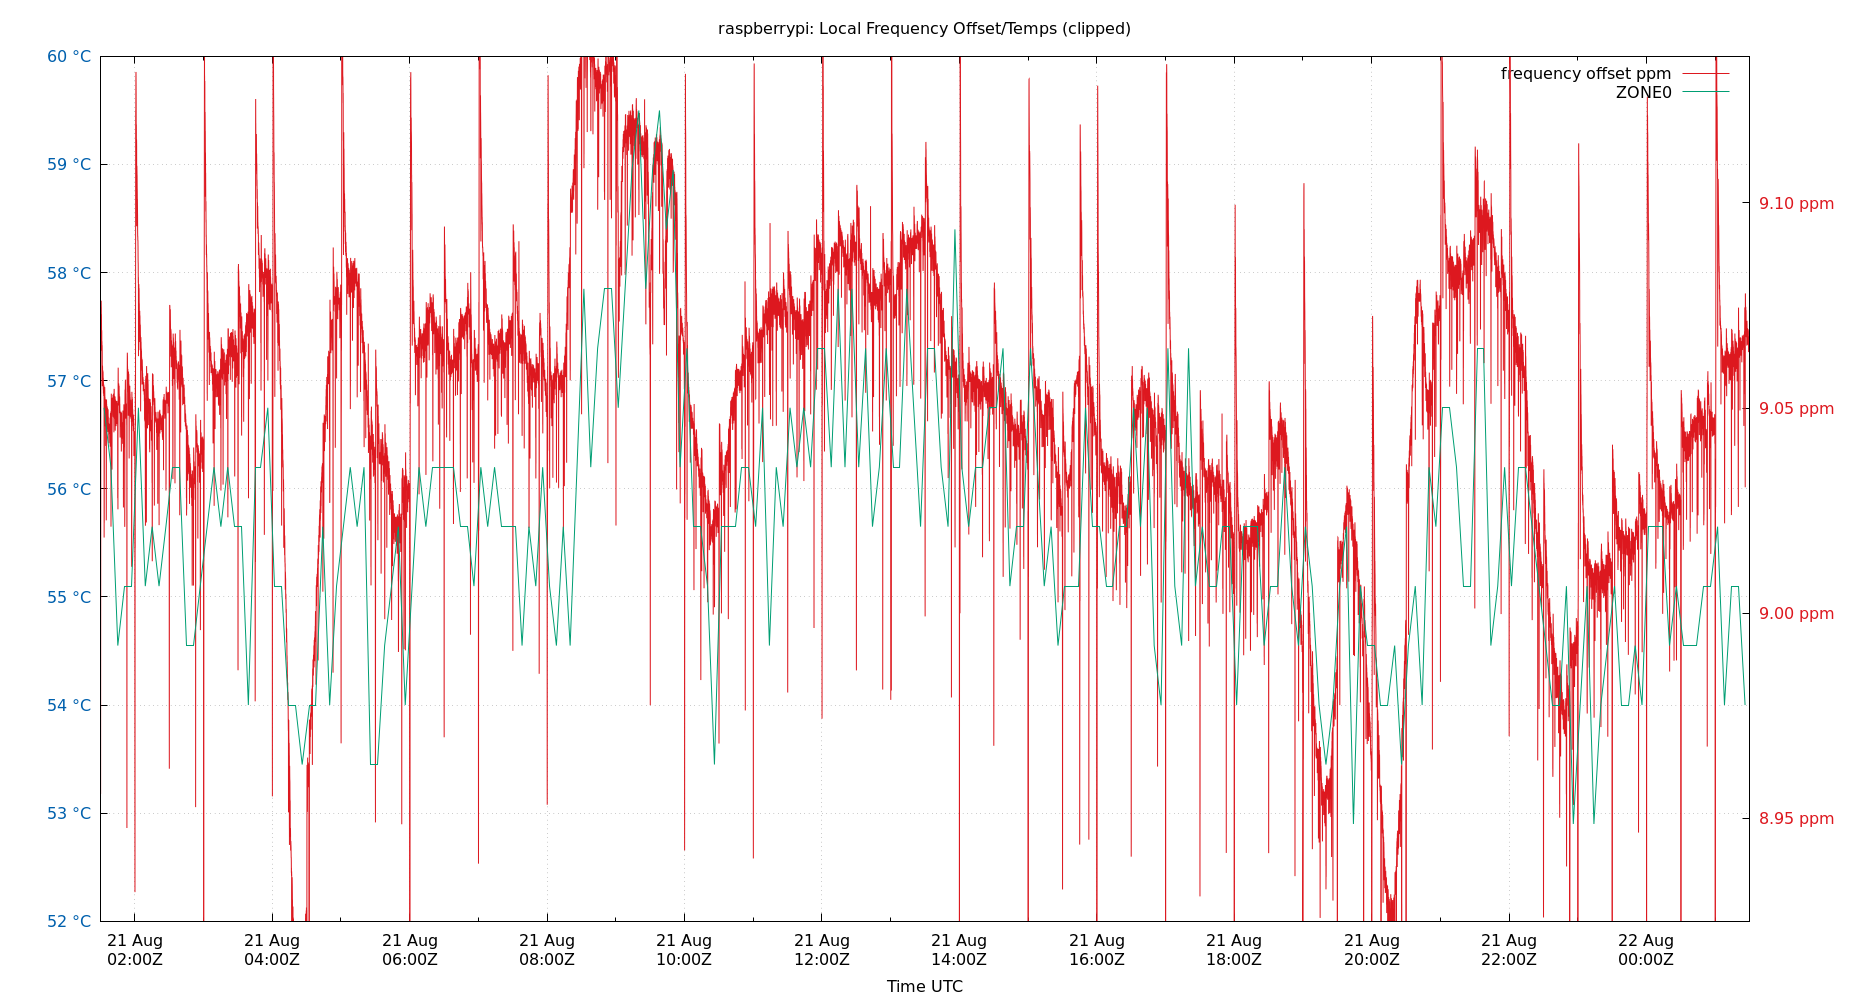 raspberrypi: Local Frequency Offset/Temps (clipped)
60 °C
59 °C
58 °C
57 °C
56 °C
55 °C
54 °C
53 °C
52 °C
frequency offset ppm
ZONE0
9.10 ppm
9.05 ppm
9.00 ppm
8.95 ppm
21 Aug
02:00Z
21 Aug
04:00Z
21 Aug
06:00Z
21 Aug
08:00Z
21 Aug
10:00Z
21 Aug
12:00Z
21 Aug
14:00Z
21 Aug
16:00Z
21 Aug
18:00Z
21 Aug
20:00Z
21 Aug
22:00Z
22 Aug
00:00Z
Time UTC